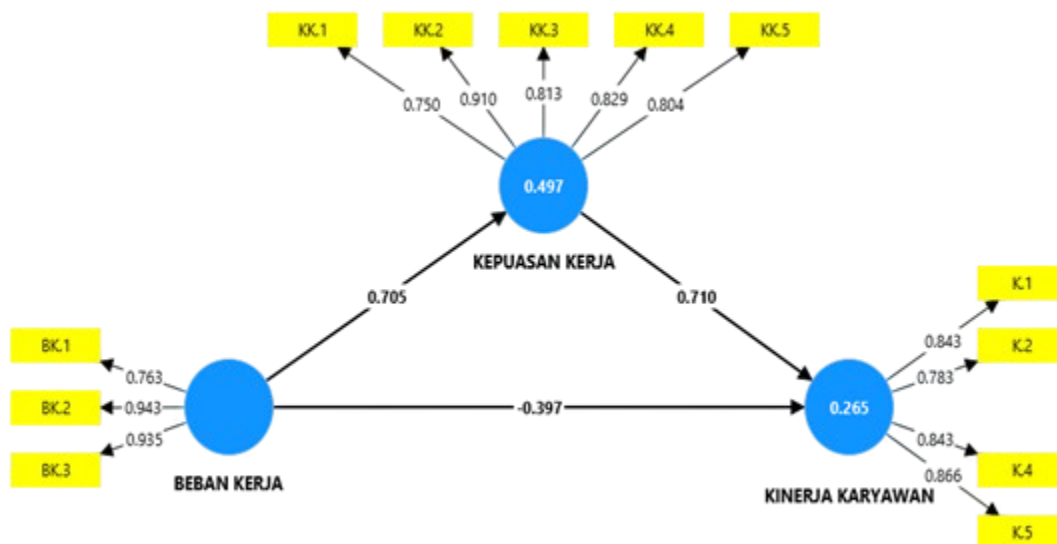 KK.1 KK.2 KK.3 KK.4 KK.5
0.750 0.910 0.813 0.829 0.804
0.497
KEPUASAN KERJA
0.705 0.710
K.1
0.843
K.2
0.783
BK.1
0.763
BK.2
0.943
BK.3
0.935
-0.397
0.265
0.843
K.4
0.866
K.5
BEBAN KERJA
KINERJA KARYAWAN